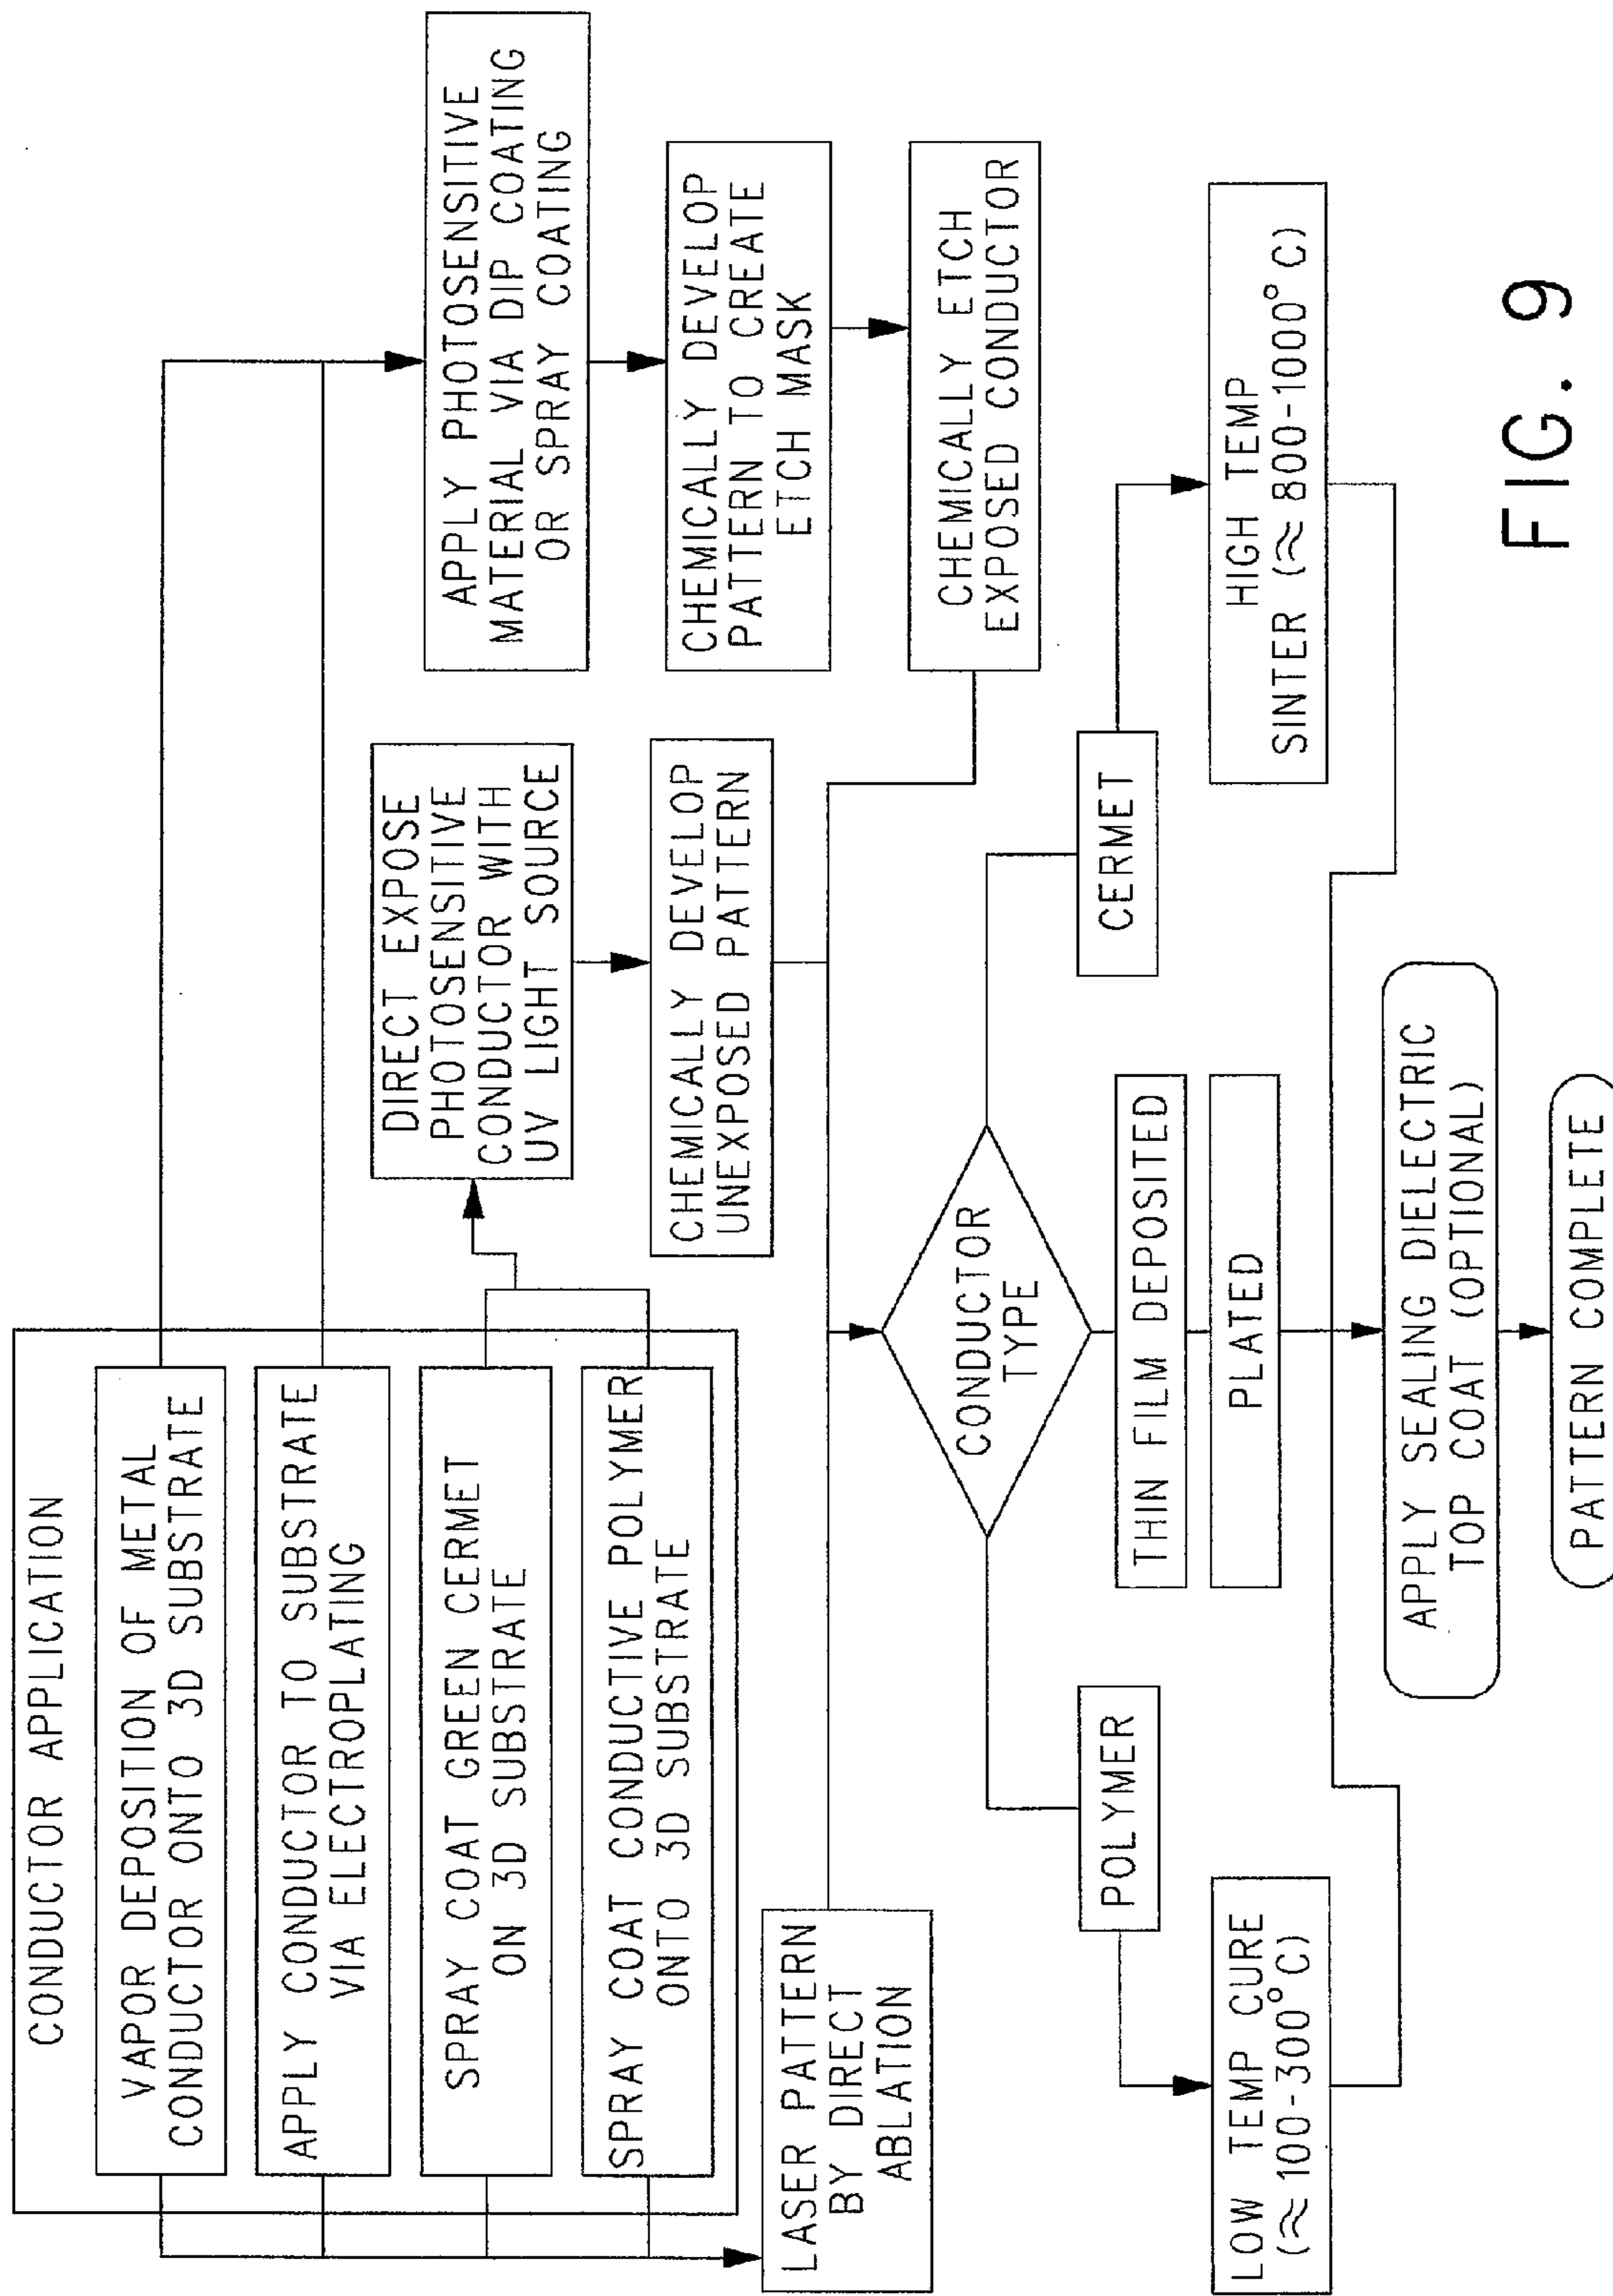 CONDUCTOR APPLICATION
VAPOR DEPOSITION OF METAL
CONDUCTOR ONTO 3D SUBSTRATE
APPLY CONDUCTOR TO SUBSTRATE
VIA ELECTROPLATING
SPRAY COAT GREEN CERMET
ON 3D SUBSTRATE
SPRAY COAT CONDUCTIVE POLYMER
ONTO 3D SUBSTRATE
LASER PATTERN
BY DIRECT
ABLATION
DIRECT EXPOSE
PHOTOSENSITIVE
CONDUCTOR WITH
UV LIGHT SOURCE
CHEMICALLY DEVELOP
UNEXPOSED PATTERN
APPLY PHOTOSENSITIVE
MATERIAL VIA DIP COATING
OR SPRAY COATING
CHEMICALLY DEVELOP
PATTERN TO CREATE
ETCH MASK
CHEMICALLY ETCH
EXPOSED CONDUCTOR
CONDUCTOR
TYPE
POLYMER
THIN FILM DEPOSITED
PLATED
CERMET
LOW TEMP CURE
(≈ 100-300°C)
HIGH TEMP
SINTER (≈ 800-1000°C)
APPLY SEALING DIELECTRIC
TOP COAT (OPTIONAL)
PATTERN COMPLETE
FIG. 9